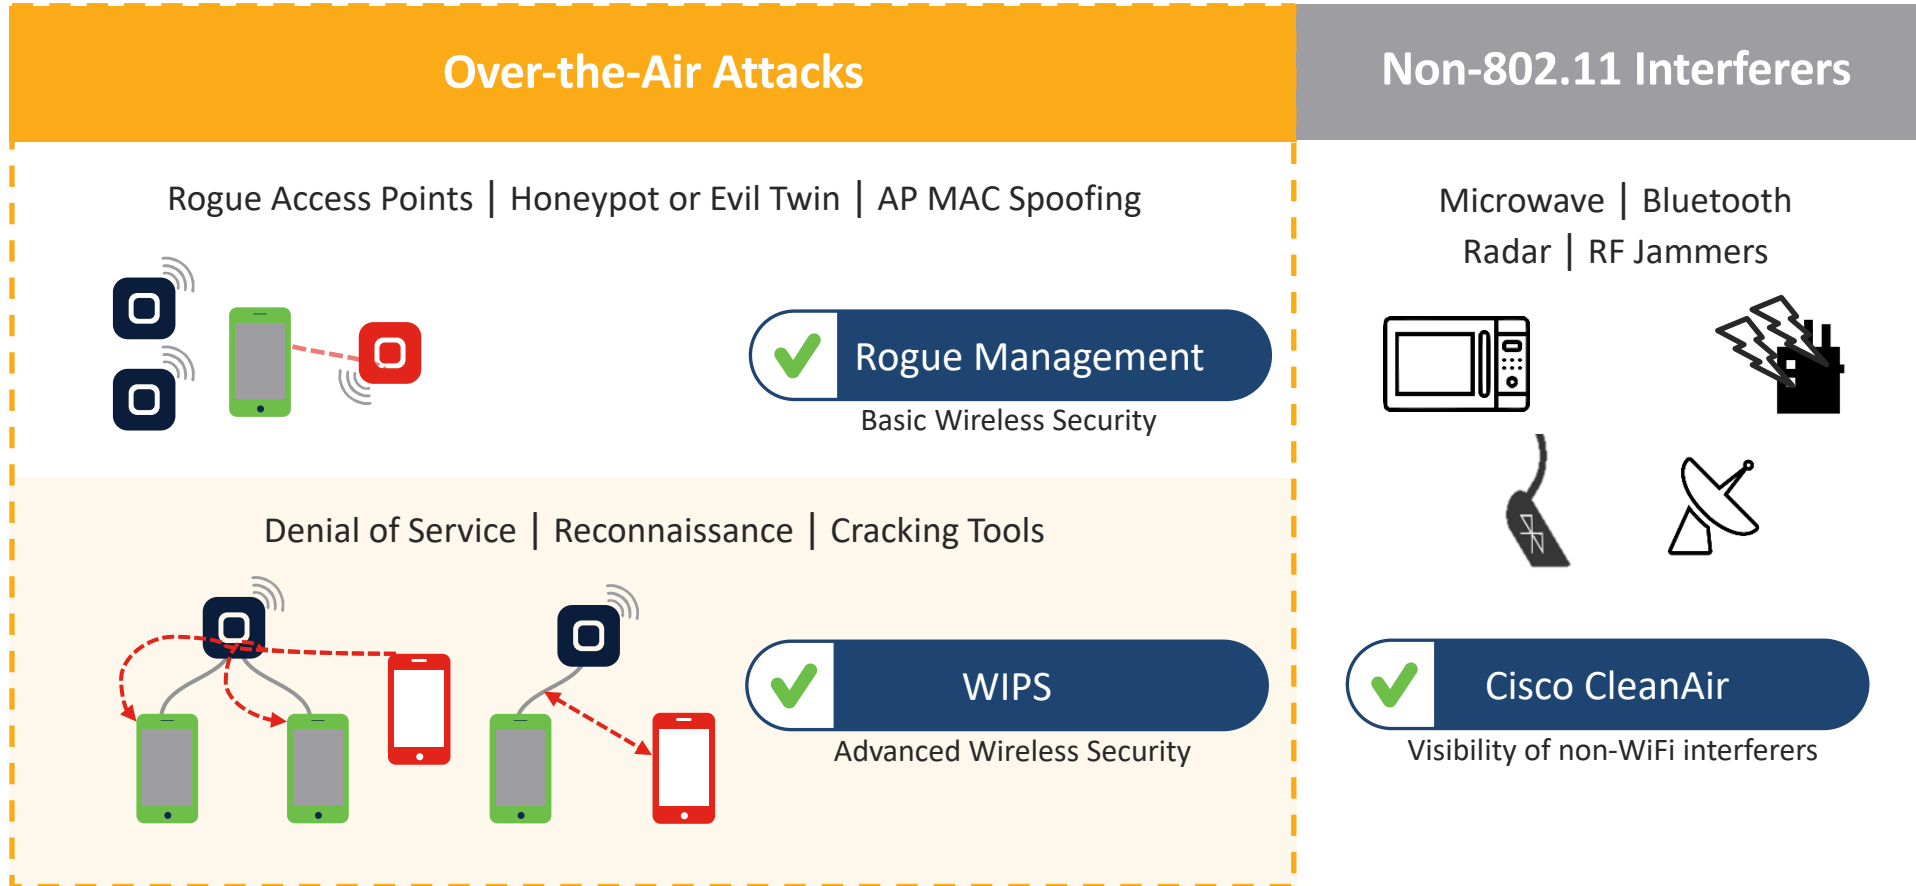 Over-the-Air Attacks
Rogue Access Points | Honeypot or Evil Twin | AP MAC Spoofing
Rogue Management
Basic Wireless Security
Denial of Service | Reconnaissance | Cracking Tools
WIPS
Advanced Wireless Security
Non-802.11 Interferers
Microwave | Bluetooth
Radar | RF Jammers
Cisco CleanAir
Visibility of non-WiFi interferers